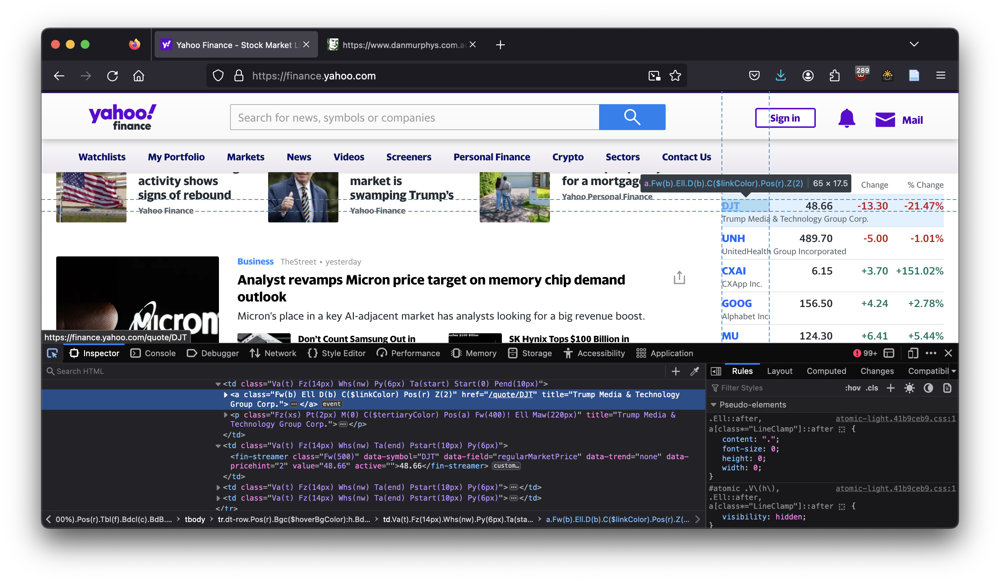 Yahoo Finance - Stock Market L
https://www.danmurphys.com.a
https://finance.yahoo.com
289
yahoo!
finance
Search for news, symbols or companies
Sign in
Mail
Watchlists
My Portfolio
Markets
News
Videos
Screeners
Personal Finance
Crypto
Sectors
Contact Us
activity shows
signs of rebound
Yahoo Finance
market is
swamping Trump's
Yahoo Finance
for a mortgage
Yahoo Personal Finance
a.Fw(b).Ell.D(b).C($linkColor).Pos(r).Z(2) 65 × 17.5
Change % Change
DJT 48.66 -13.30 -21.47%
Trump Media & Technology Group Corp.
UNH 489.70 -5.00 -1.01%
UnitedHealth Group Incorporated
CXAI 6.15 +3.70 +151.02%
CXApp Inc.
GOOG 156.50 +4.24 +2.78%
Alphabet Inc.
MU 124.30 +6.41 +5.44%
Micron
Business TheStreet • yesterday
Analyst revamps Micron price target on memory chip demand
outlook
Micron's place in a key AI-adjacent market has analysts looking for a big revenue boost.
Don't Count Samsung Out in
ouches $100 Billion
SK Hynix Tops $100 Billion in
https://finance.yahoo.com/quote/DJT
Inspector Console Debugger Network Style Editor Performance Memory Storage Accessibility Application 99+
Search HTML
<td class="Va(t) Fz(14px) Whs(nw) Py(6px) Ta(start) Start(0) Pend(10px)">
<a class="Fw(b) Ell D(b) C($linkColor) Pos(r) Z(2)" href="/quote/DJT" title="Trump Media & Technology
Group Corp.">…</a> event
<p class="Fz(xs) Pt(2px) M(0) C($tertiaryColor) Pos(a) Fw(400)! Ell Maw(220px)" title="Trump Media &
Technology Group Corp.">…</p>
</td>
<td class="Va(t) Fz(14px) Whs(nw) Ta(end) Pstart(10px) Py(6px)">
<fin-streamer class="Fw(500)" data-symbol="DJT" data-field="regularMarketPrice" data-trend="none" data-
pricehint="2" value="48.66" active="">48.66</fin-streamer> custom…
</td>
<td class="Va(t) Fz(14px) Whs(nw) Ta(end) Pstart(10px) Py(6px)">…</td>
<td class="Va(t) Fz(14px) Whs(nw) Ta(end) Pstart(10px) Py(6px)">…</td>
</tr>
00%).Pos(r).Tbl(f).Bdcl(c).BdB.… > tbody > tr.dt-row.Pos(r).Bgc($hoverBgColor):h.Bd… > td.Va(t).Fz(14px).Whs(nw).Py(6px).Ta(sta… > a.Fw(b).Ell.D(b).C($linkColor).Pos(r).Z(…
Rules Layout Computed Changes Compatibil
Filter Styles :hov .cls
Pseudo-elements
.Ell::after, atomic-light.41b9ceb9.css:1
a[class*="LineClamp"]::after {
content: ".";
font-size: 0;
height: 0;
width: 0;
}
#atomic .V\(h\), atomic-light.41b9ceb9.css:1
.Ell::after,
a[class*="LineClamp"]::after {
visibility: hidden;
}